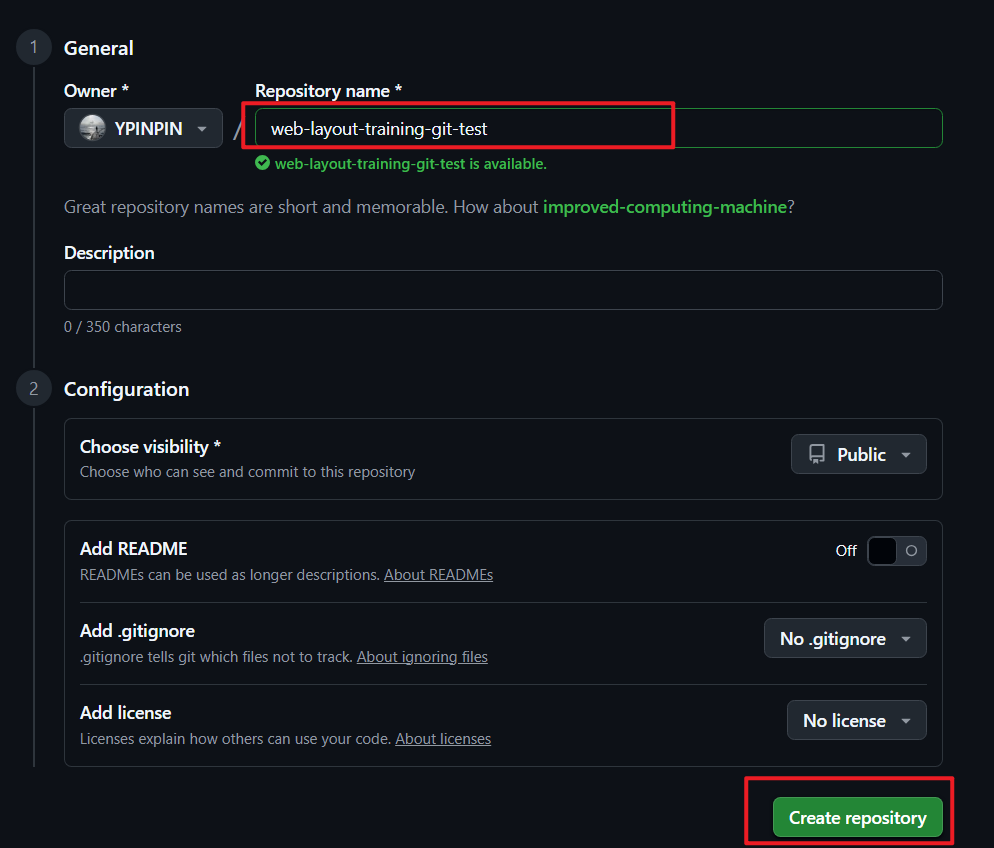 1 General
Owner * Repository name *
YPINPIN / web-layout-training-git-test
web-layout-training-git-test is available.
Great repository names are short and memorable. How about improved-computing-machine?
Description
0 / 350 characters
2 Configuration
Choose visibility *
Choose who can see and commit to this repository
Public
Add README
READMEs can be used as longer descriptions. About READMEs
Off
Add .gitignore
.gitignore tells git which files not to track. About ignoring files
No .gitignore
Add license
Licenses explain how others can use your code. About licenses
No license
Create repository